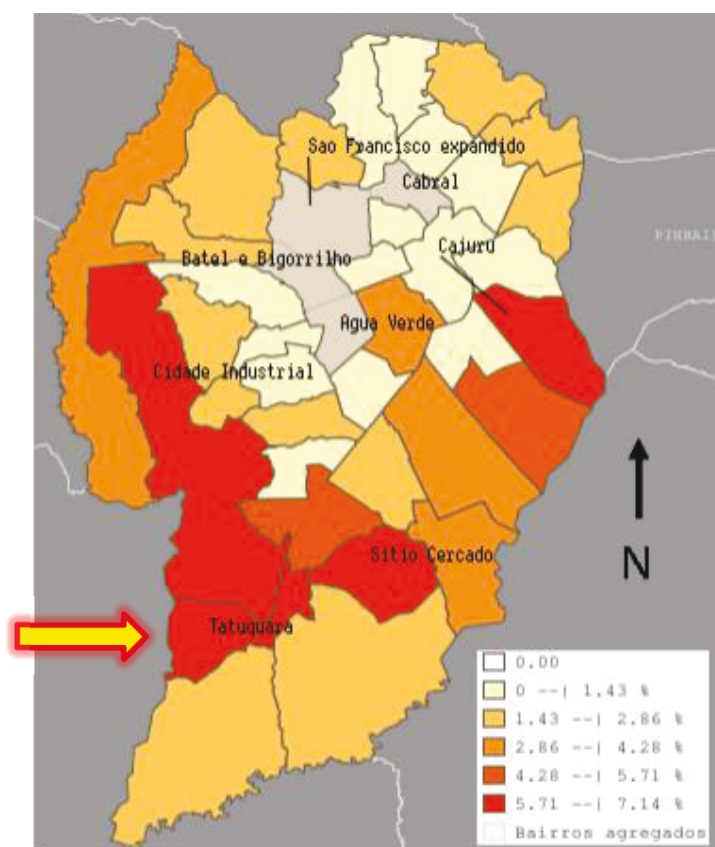 Sao Francisco expandido
Cabral
Cajuru
PINHAIS
Batel e Bigorrilho
Agua Verde
Cidade Industrial
N
Sitio Cercado
Tatuquara
0.00
0 --| 1.43 %
1.43 --| 2.86 %
2.86 --| 4.28 %
4.28 --| 5.71 %
5.71 --| 7.14 %
Bairros agregados